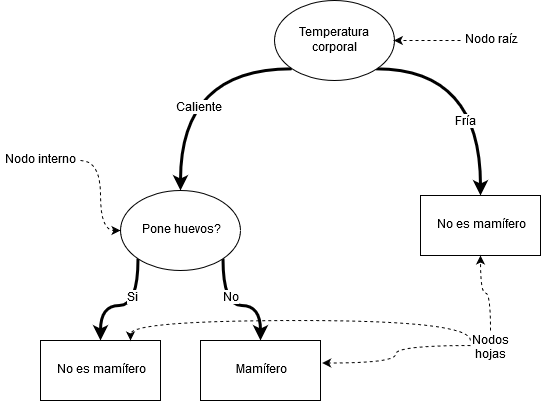 Temperatura
corporal
Nodo raíz
Caliente
Fría
Nodo interno
Pone huevos?
No es mamífero
Si
No
Nodos
hojas
No es mamífero
Mamífero